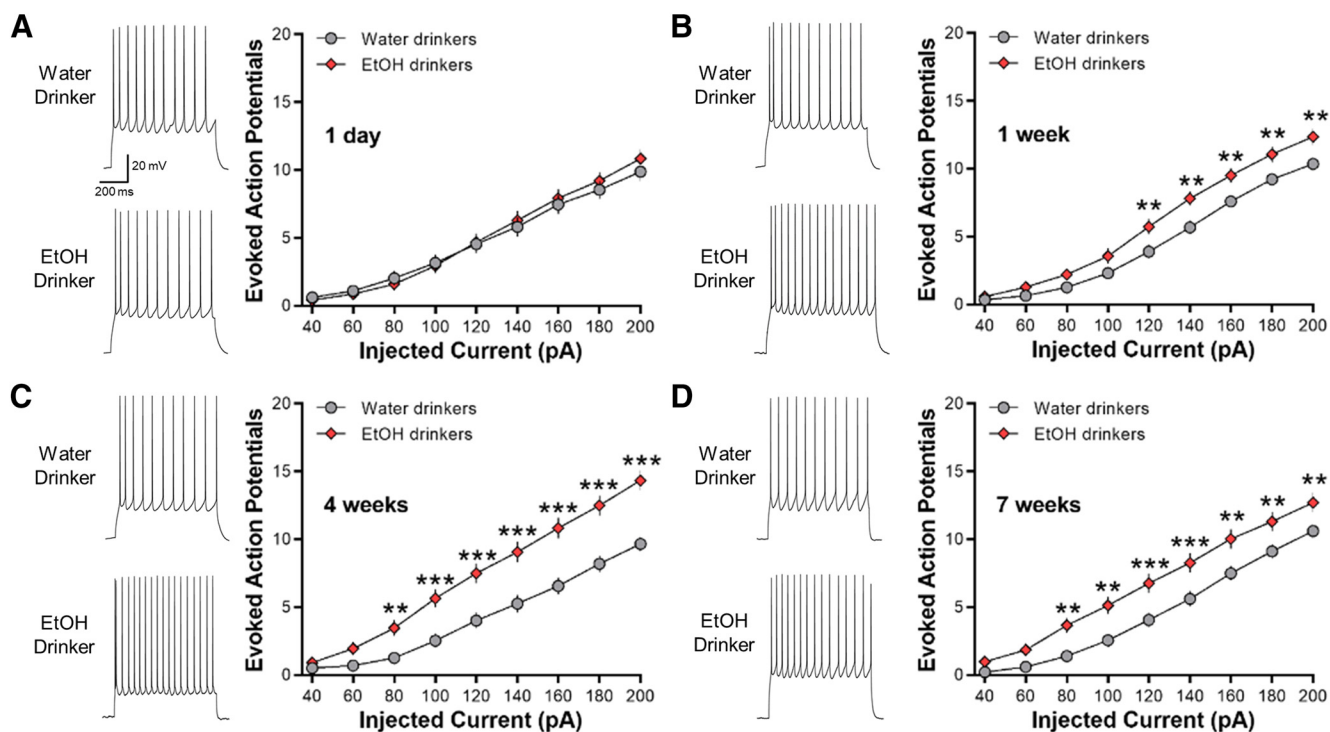 A
Water
Drinker
20 mV
200 ms
EtOH
Drinker
Evoked Action Potentials
20
15
10
5
0
Water drinkers
EtOH drinkers
1 day
40 60 80 100 120 140 160 180 200
Injected Current (pA)
B
Water
Drinker
EtOH
Drinker
Evoked Action Potentials
20
15
10
5
0
Water drinkers
EtOH drinkers
1 week
** ** ** ** **
40 60 80 100 120 140 160 180 200
Injected Current (pA)
C
Water
Drinker
EtOH
Drinker
Evoked Action Potentials
20
15
10
5
0
Water drinkers
EtOH drinkers
4 weeks
** *** *** *** *** *** ***
40 60 80 100 120 140 160 180 200
Injected Current (pA)
D
Water
Drinker
EtOH
Drinker
Evoked Action Potentials
20
15
10
5
0
Water drinkers
EtOH drinkers
7 weeks
** ** *** *** ** ** **
40 60 80 100 120 140 160 180 200
Injected Current (pA)